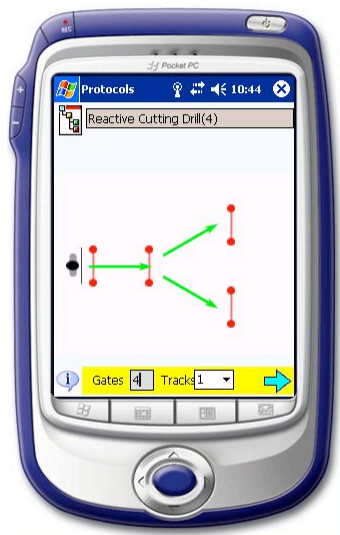 REC
Pocket PC
Protocols 10:44
Reactive Cutting Drill(4)
Gates 4 Tracks 1